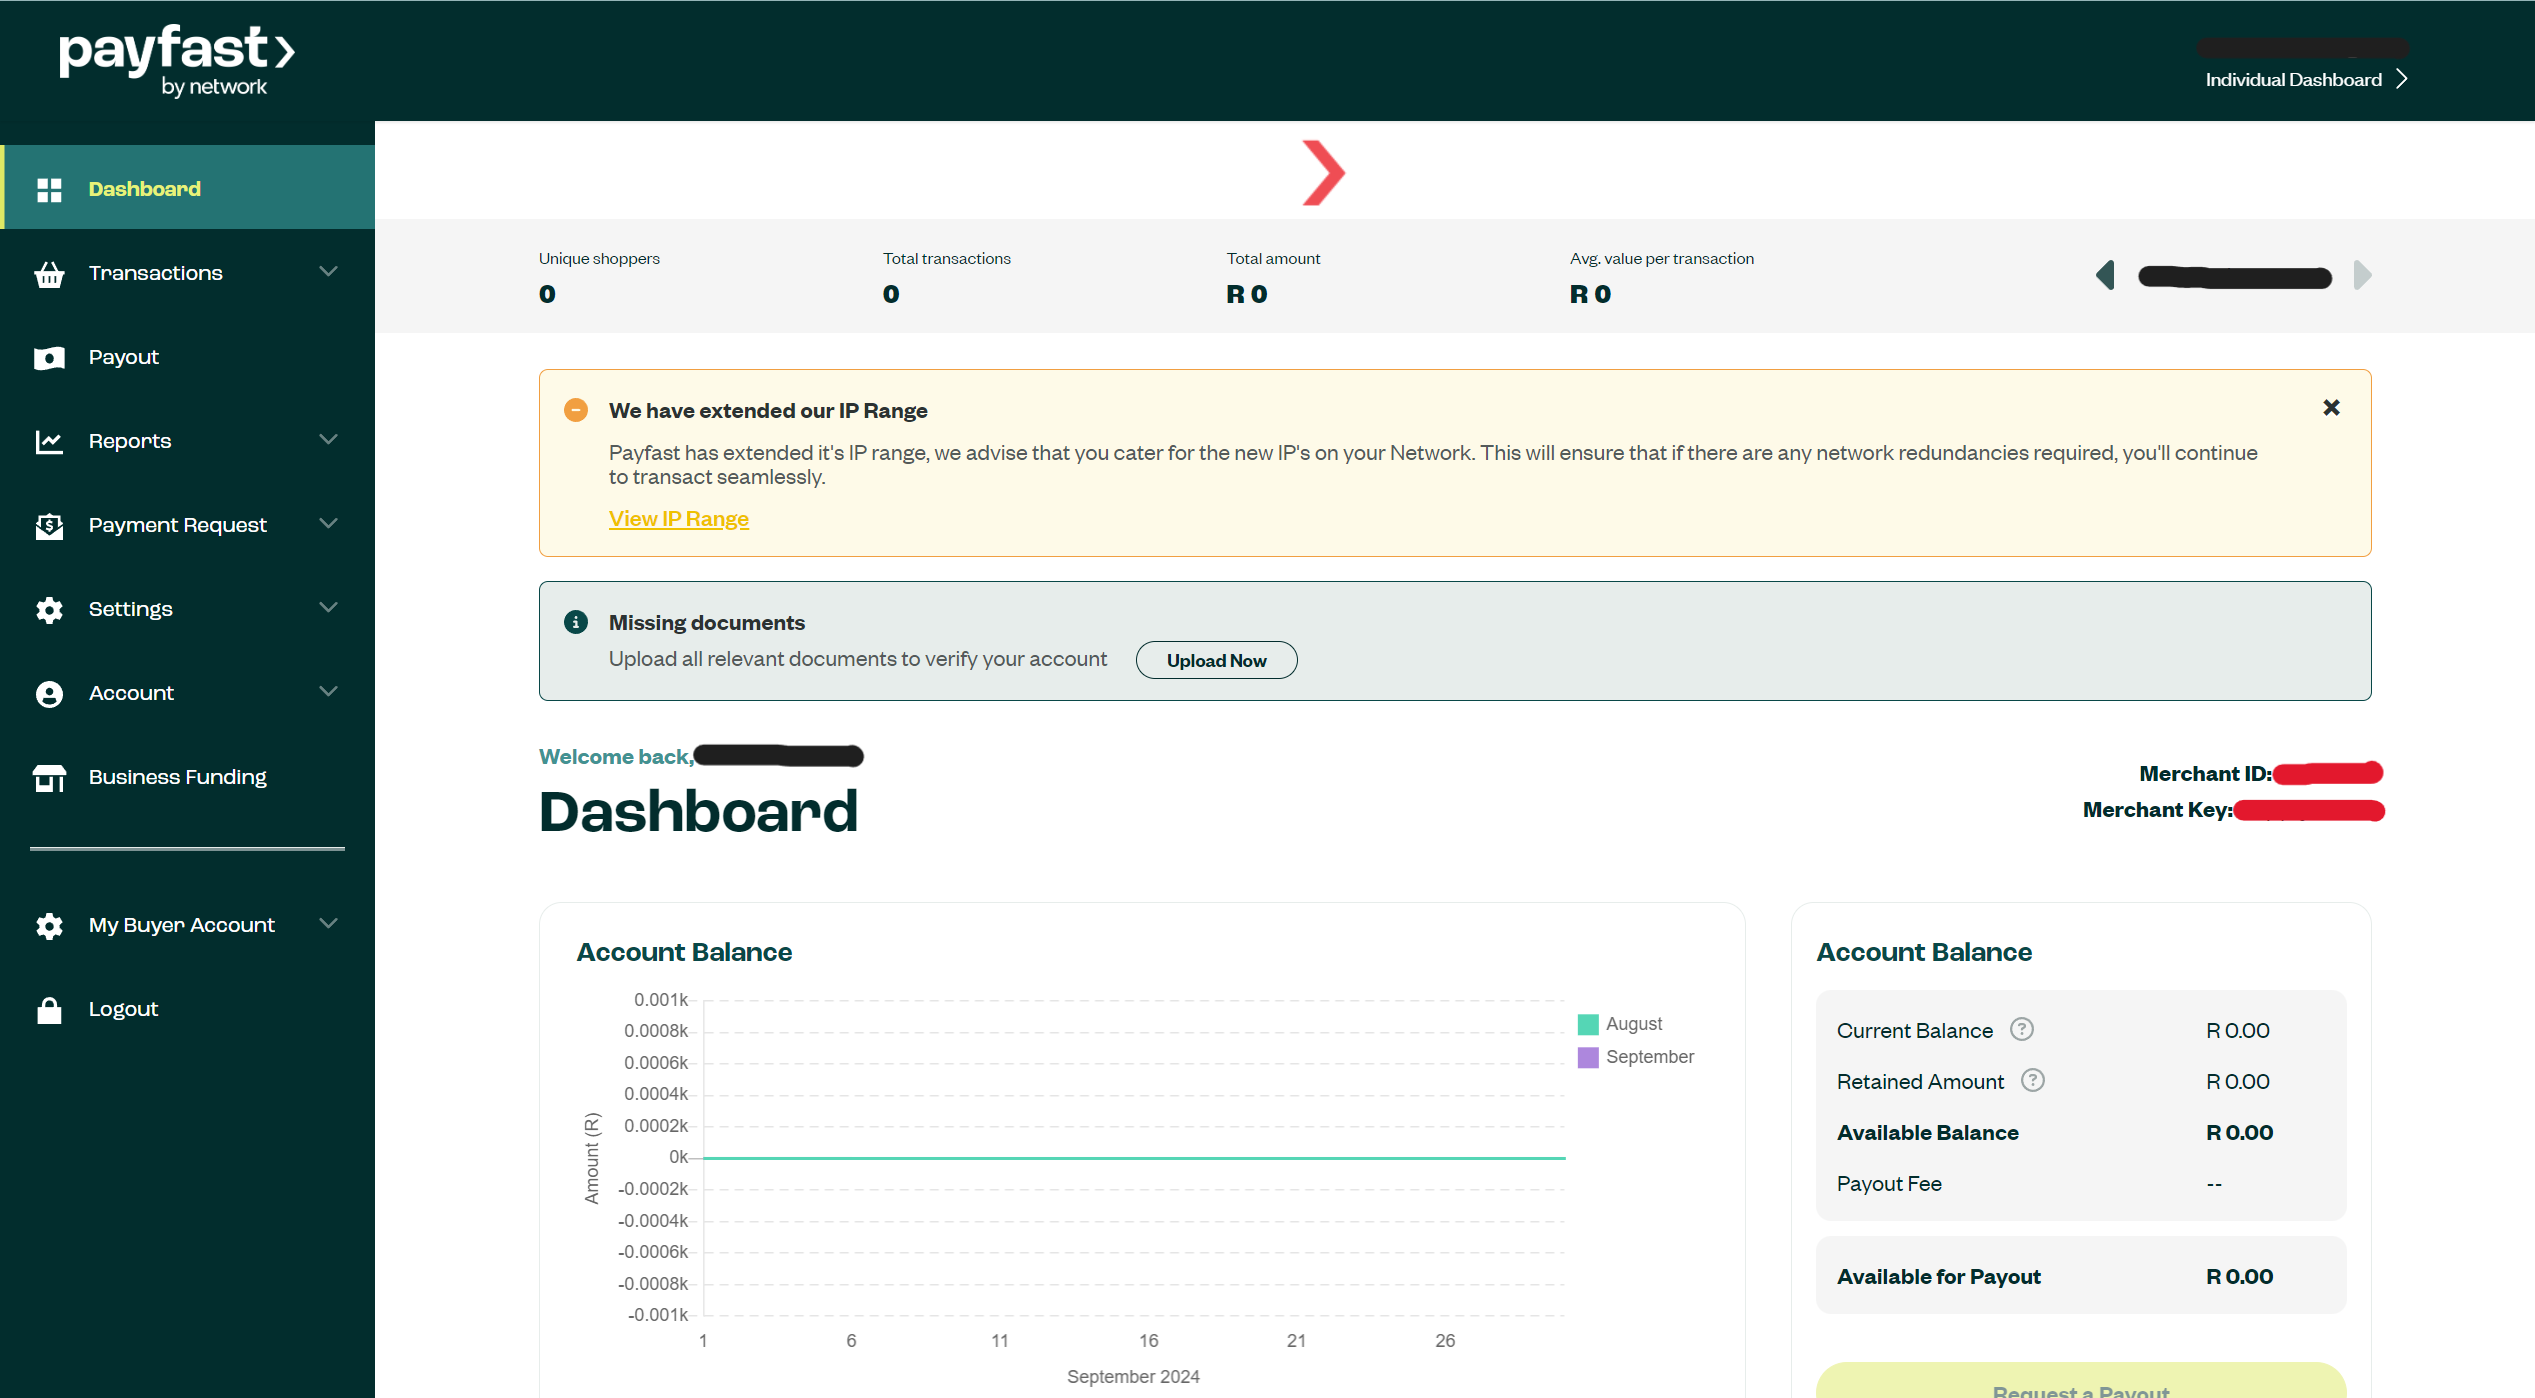 payfast
by network
Individual Dashboard
Dashboard
Transactions
Payout
Reports
Payment Request
Settings
Account
Business Funding
My Buyer Account
Logout
Unique shoppers
0
Total transactions
0
Total amount
R 0
Avg. value per transaction
R 0
We have extended our IP Range
Payfast has extended it's IP range, we advise that you cater for the new IP's on your Network. This will ensure that if there are any network redundancies required, you'll continue
to transact seamlessly.
View IP Range
Missing documents
Upload all relevant documents to verify your account
Upload Now
Welcome back,
Dashboard
Merchant ID:
Merchant Key:
Account Balance
0.001k
0.0008k
0.0006k
0.0004k
0.0002k
0k
-0.0002k
-0.0004k
-0.0006k
-0.0008k
-0.001k
Amount (R)
1 6 11 16 21 26
September 2024
August
September
Account Balance
Current Balance ? R 0.00
Retained Amount ? R 0.00
Available Balance R 0.00
Payout Fee --
Available for Payout R 0.00
Request a Payout